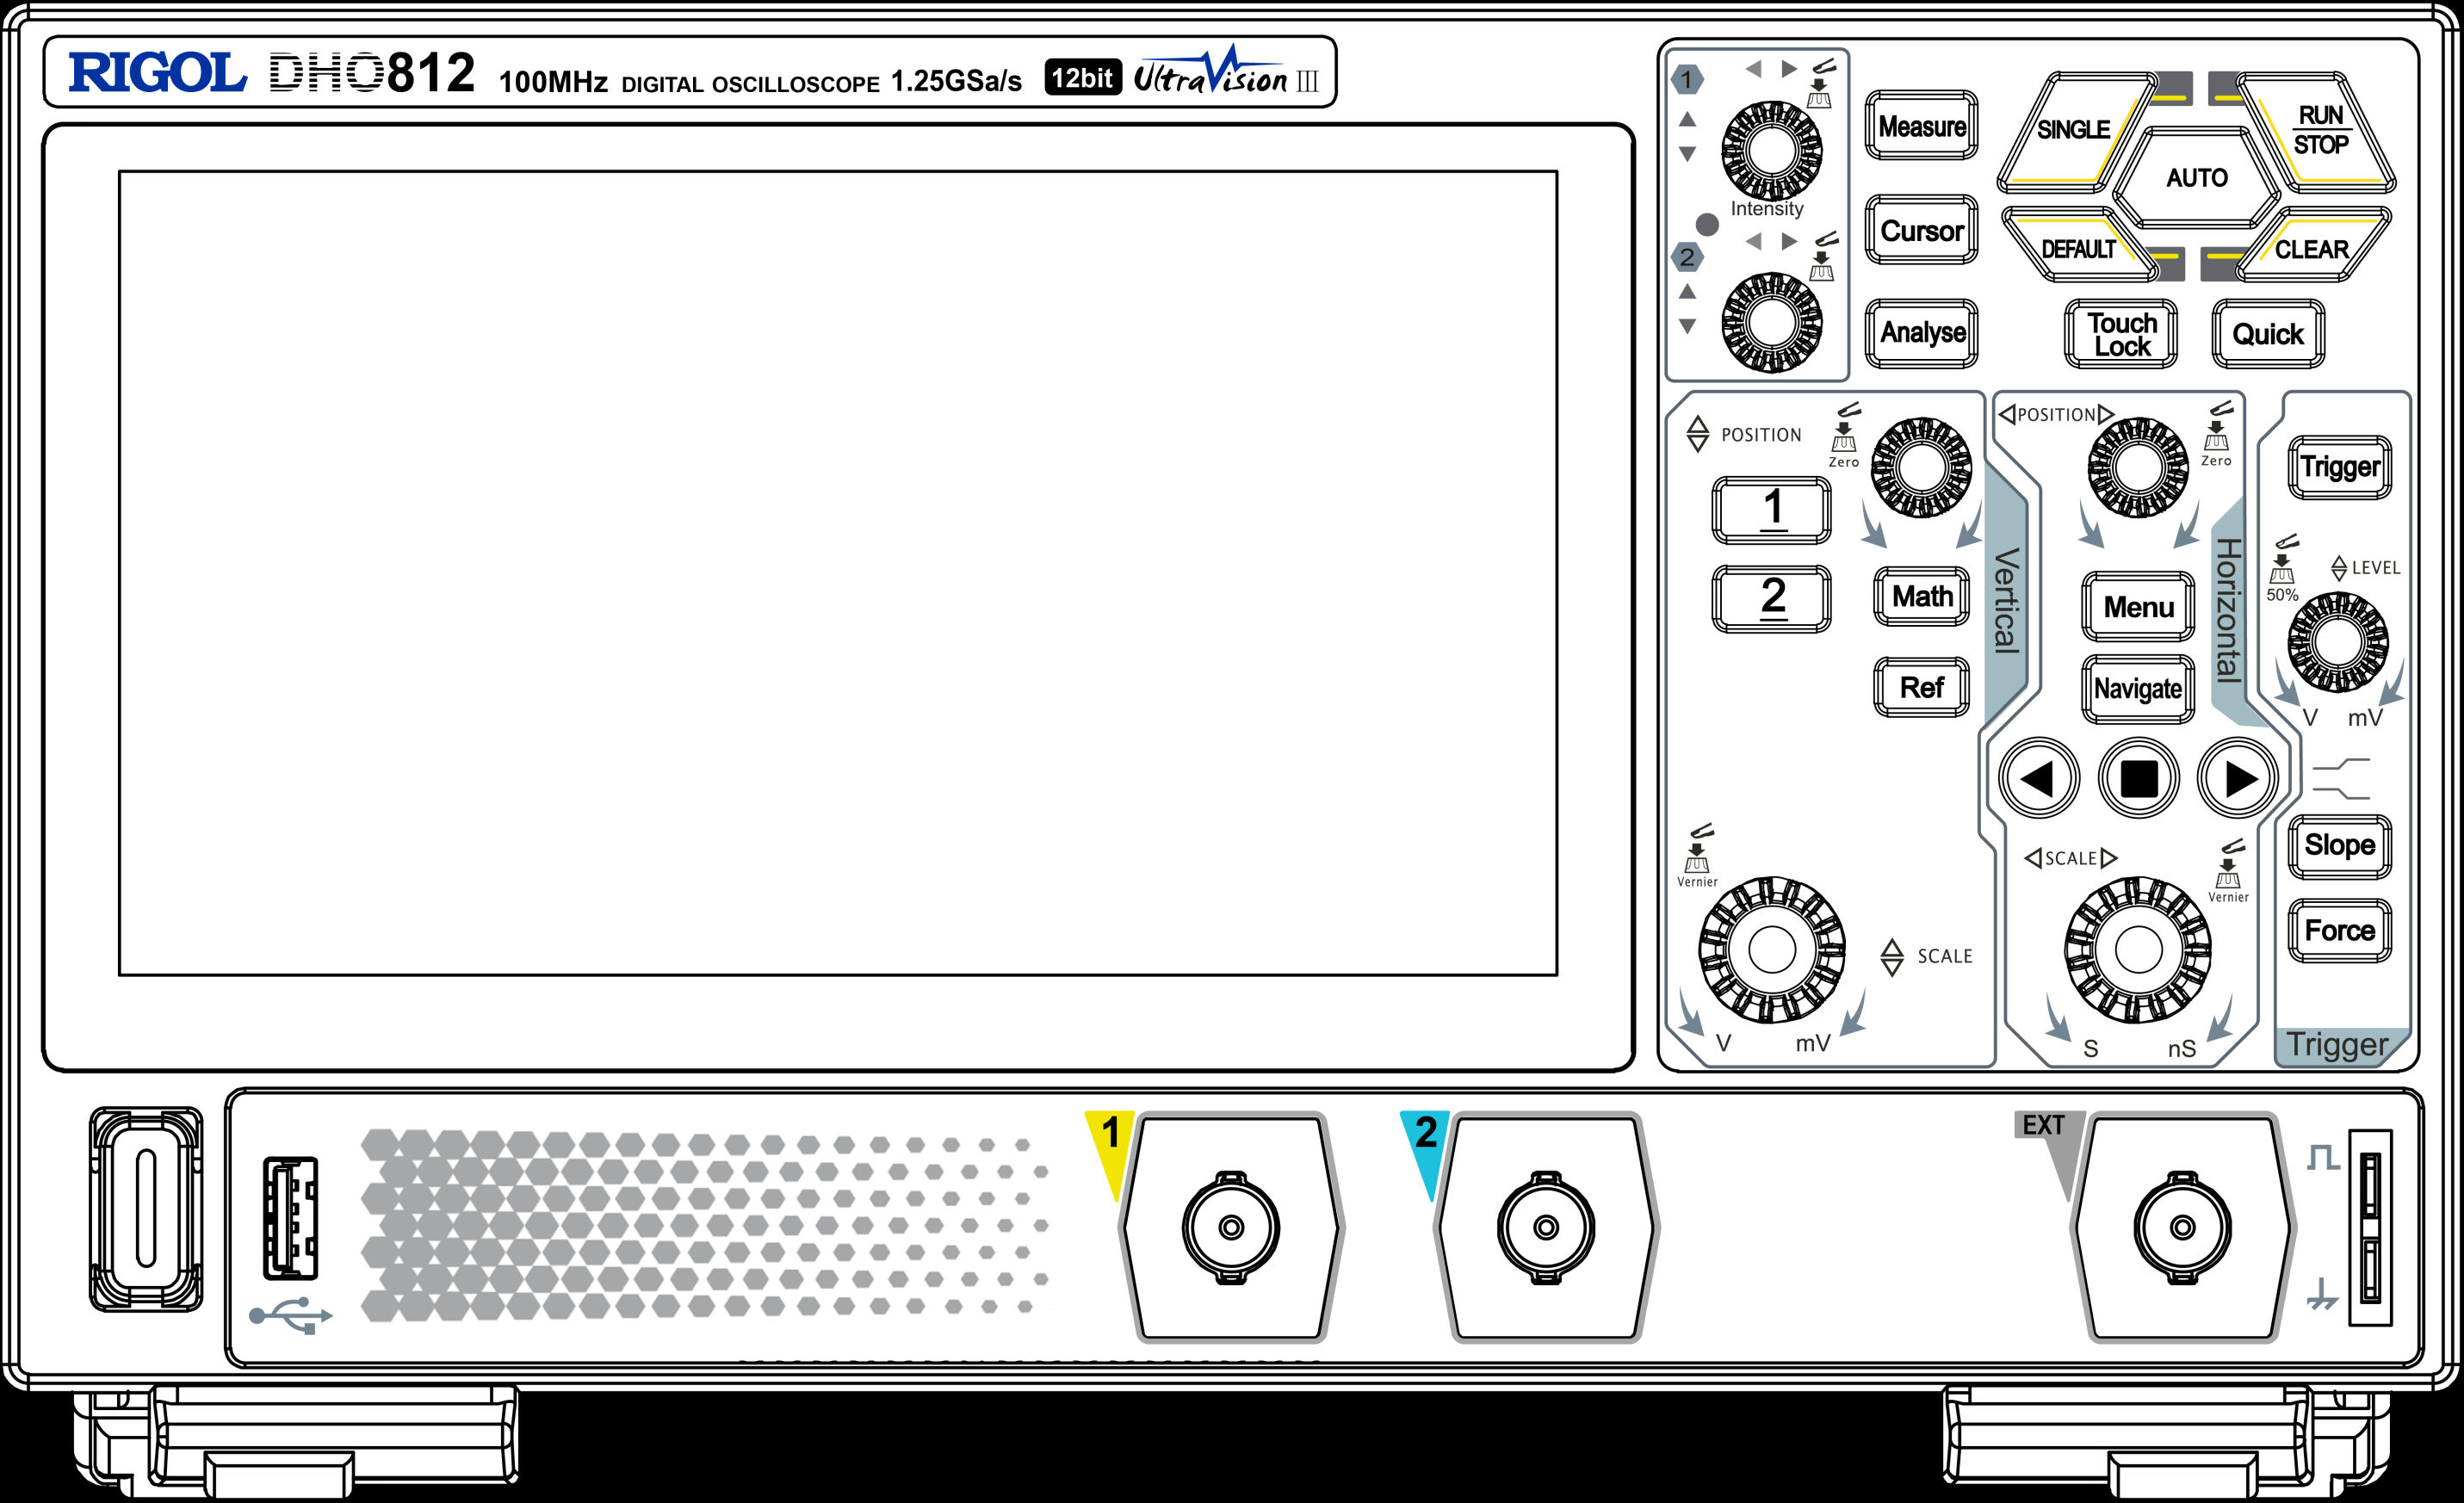 RIGOL DHO812 100MHz DIGITAL OSCILLOSCOPE 1.25GSa/s 12bit UltraVision III
1
Intensity
2
Measure
Cursor
Analyse
SINGLE
RUN
STOP
AUTO
DEFAULT
CLEAR
Touch
Lock
Quick
POSITION
Zero
1
2
Math
Ref
Vertical
Vernier
SCALE
V mV
POSITION
Zero
Menu
Navigate
Horizontal
SCALE
Vernier
S nS
Trigger
LEVEL
50%
V mV
Slope
Force
Trigger
1
2
EXT